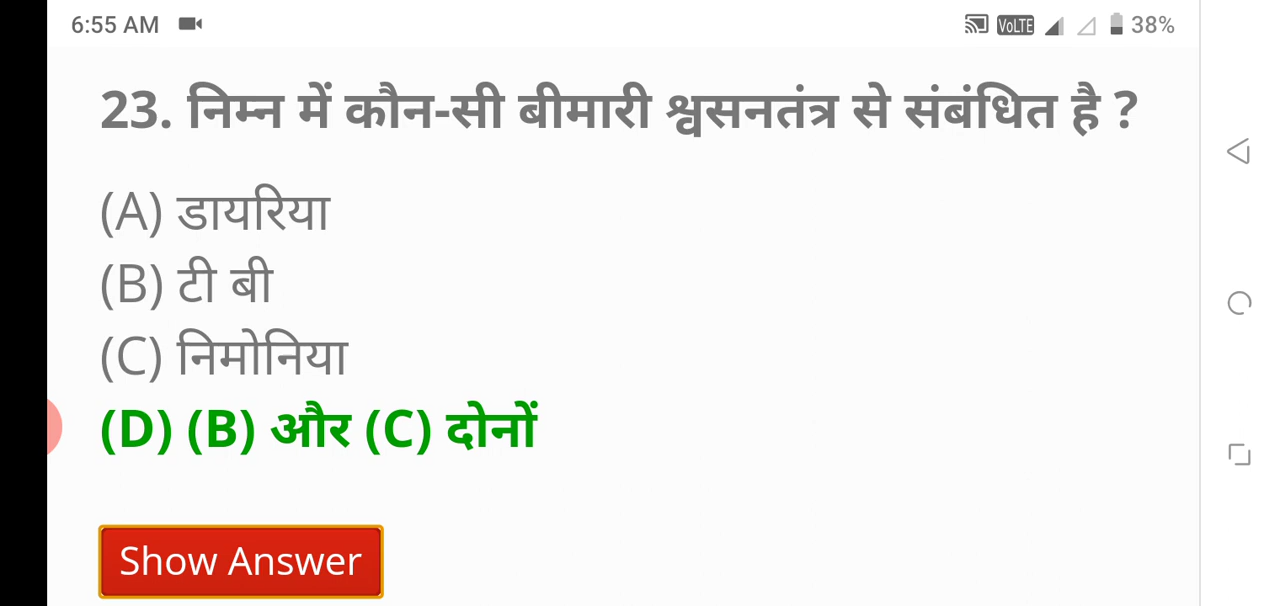 6:55 AM VoLTE 38%
23. निम्न में कौन-सी बीमारी श्वसनतंत्र से संबंधित है ?
(A) डायरिया
(B) टी बी
(C) निमोनिया
(D) (B) और (C) दोनों
Show Answer